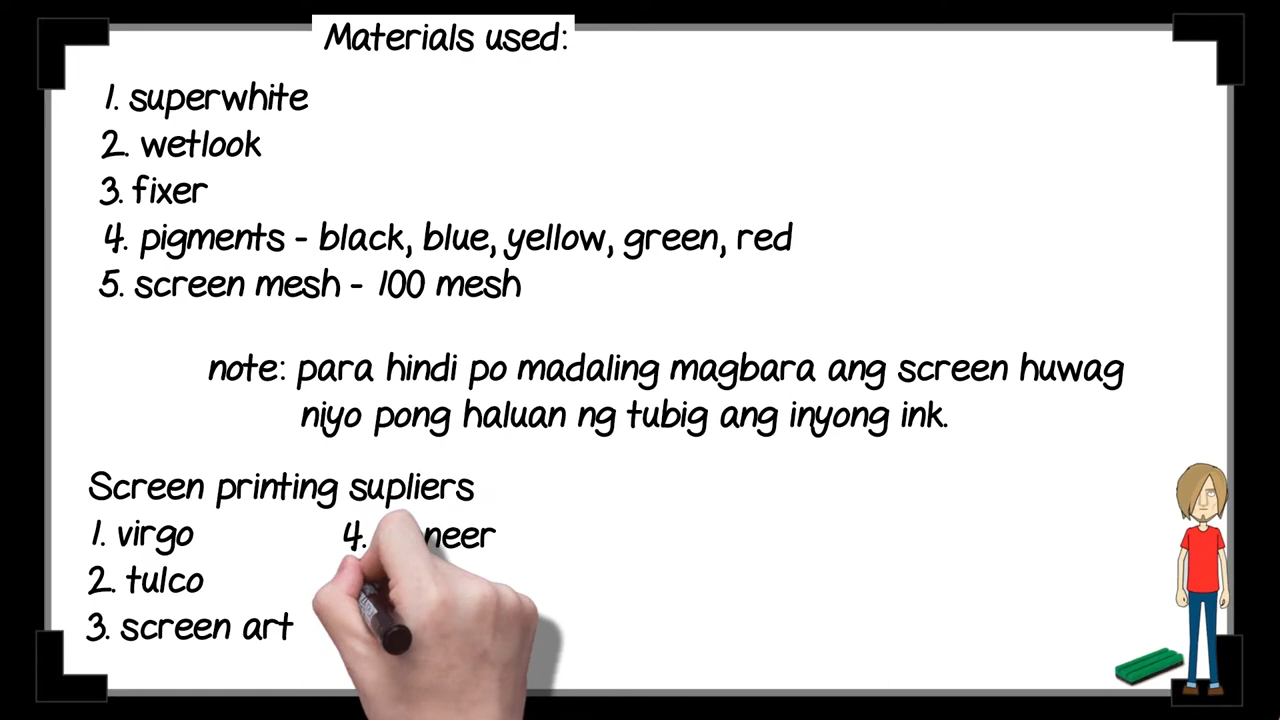 Materials used:
1. superwhite
2. wetlook
3. fixer
4. pigments - black, blue, yellow, green, red
5. screen mesh - 100 mesh
note: para hindi po madaling magbara ang screen huwag
niyo pong haluan ng tubig ang inyong ink.
Screen printing supliers
1. virgo
2. tulco
3. screen art
4.